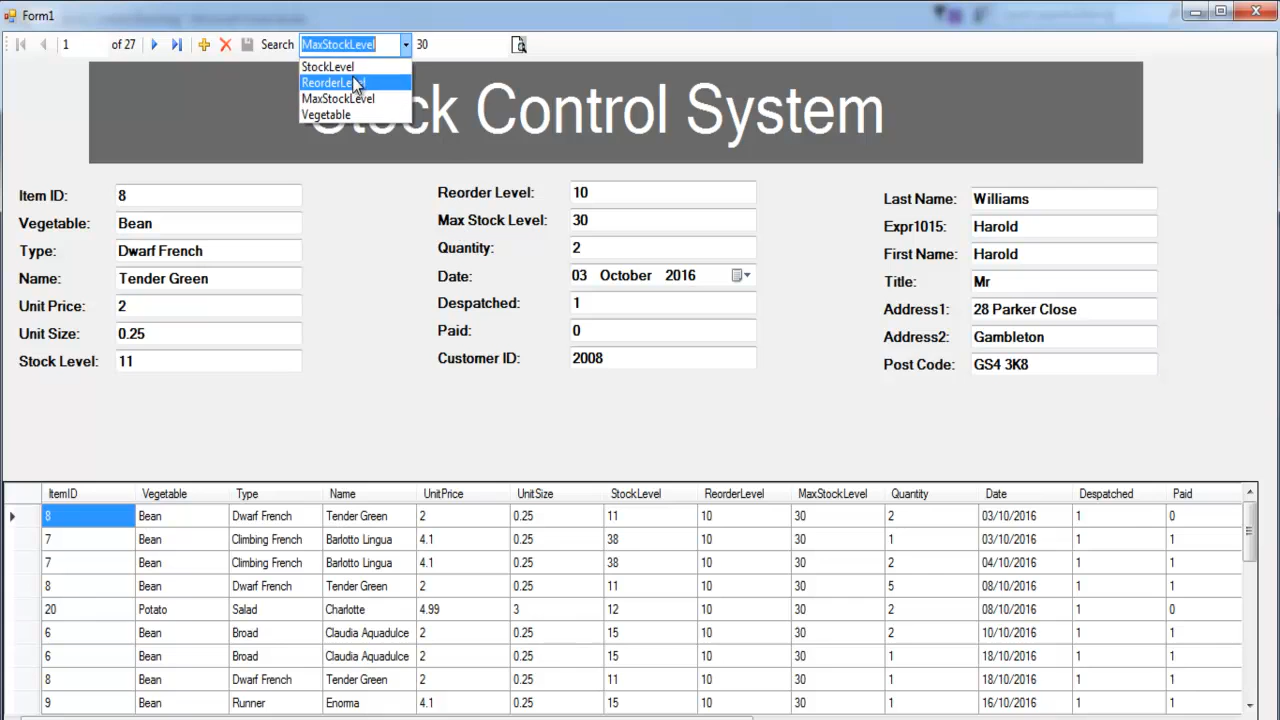 Form1
1 of 27 Search MaxStockLevel 30
StockLevel
ReorderLevel
MaxStockLevel
Vegetable
Stock Control System
Item ID: 8
Vegetable: Bean
Type: Dwarf French
Name: Tender Green
Unit Price: 2
Unit Size: 0.25
Stock Level: 11
Reorder Level: 10
Max Stock Level: 30
Quantity: 2
Date: 03 October 2016
Despatched: 1
Paid: 0
Customer ID: 2008
Last Name: Williams
Expr1015: Harold
First Name: Harold
Title: Mr
Address1: 28 Parker Close
Address2: Gambleton
Post Code: GS4 3K8
ItemID Vegetable Type Name UnitPrice UnitSize StockLevel ReorderLevel MaxStockLevel Quantity Date Despatched Paid
8 Bean Dwarf French Tender Green 2 0.25 11 10 30 2 03/10/2016 1 0
7 Bean Climbing French Barlotto Lingua 4.1 0.25 38 10 30 1 03/10/2016 1 1
7 Bean Climbing French Barlotto Lingua 4.1 0.25 38 10 30 2 04/10/2016 1 1
8 Bean Dwarf French Tender Green 2 0.25 11 10 30 5 08/10/2016 1 1
20 Potato Salad Charlotte 4.99 3 12 10 30 2 08/10/2016 1 0
6 Bean Broad Claudia Aquadulce 2 0.25 15 10 30 2 10/10/2016 1 1
6 Bean Broad Claudia Aquadulce 2 0.25 15 10 30 1 18/10/2016 1 1
8 Bean Dwarf French Tender Green 2 0.25 11 10 30 1 18/10/2016 1 1
9 Bean Runner Enorma 4.1 0.25 15 10 30 1 16/10/2016 1 1